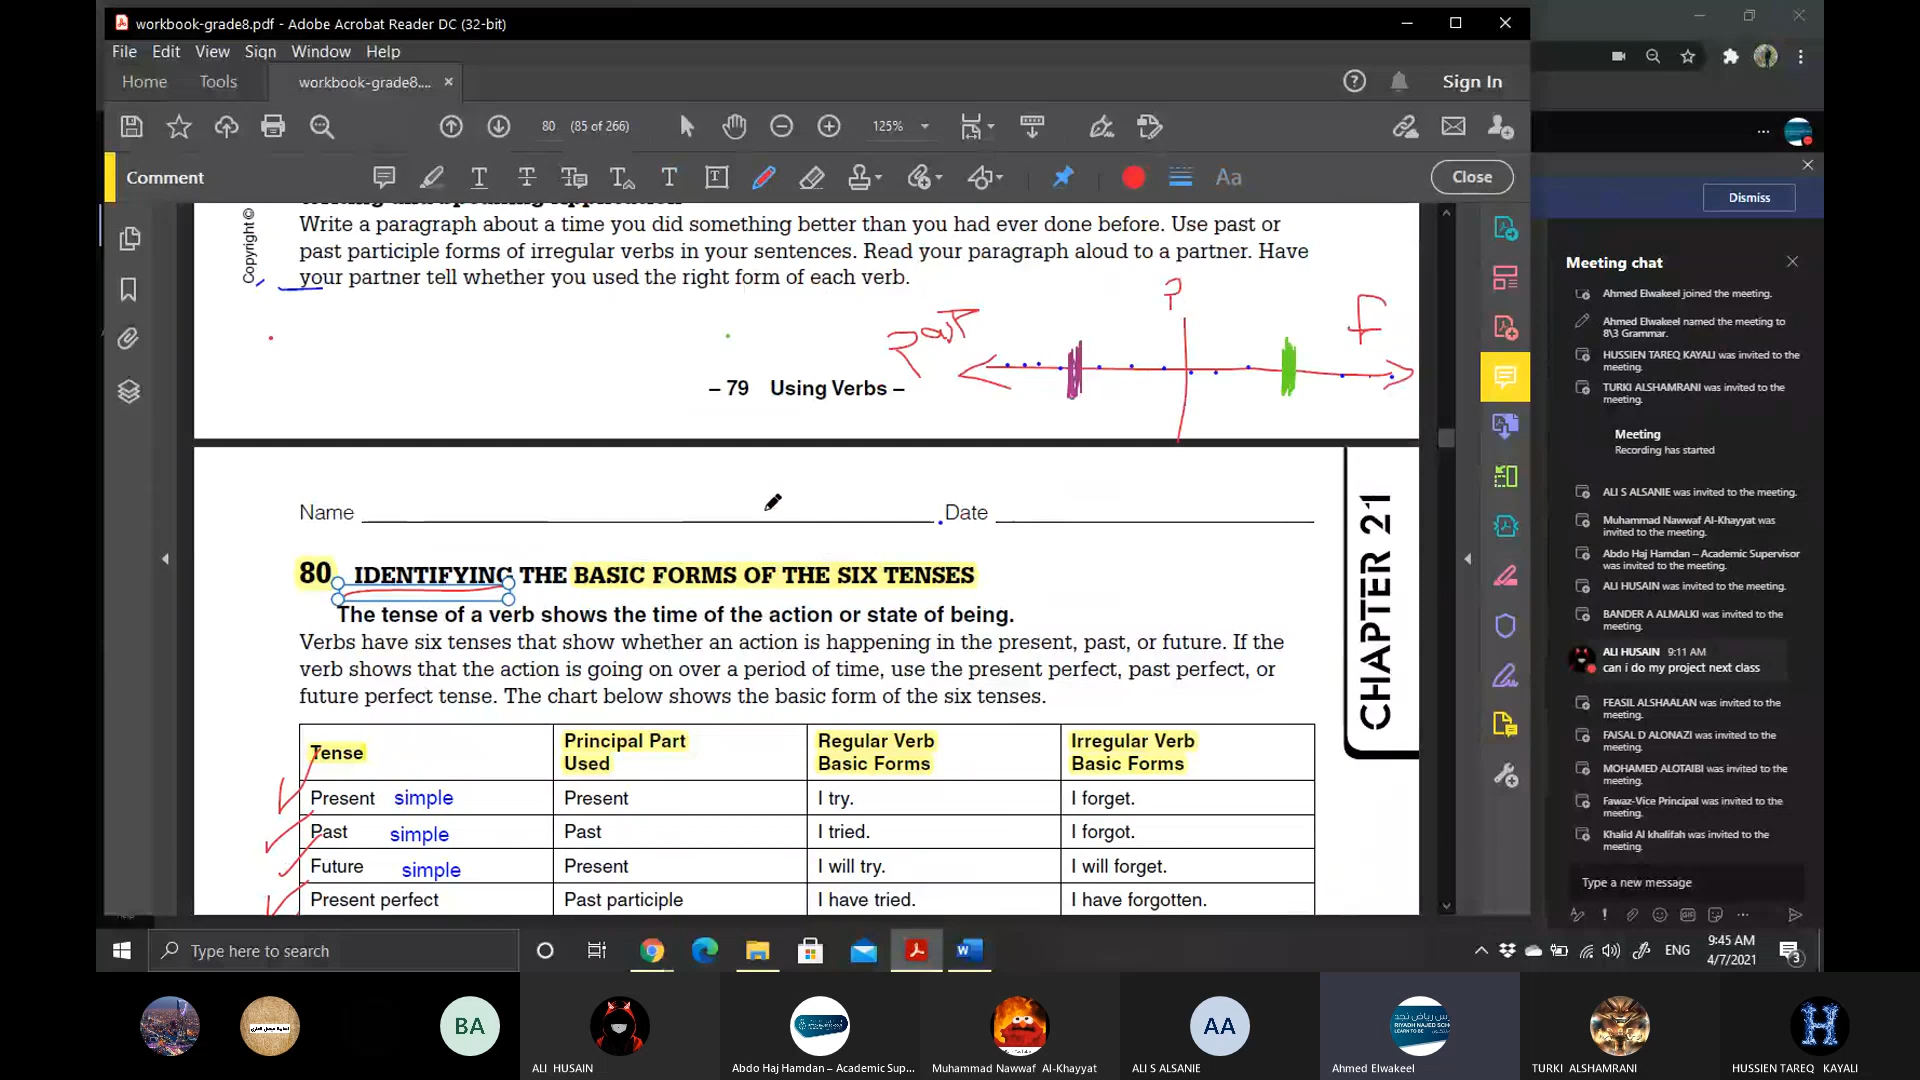 workbook-grade8.pdf - Adobe Acrobat Reader DC (32-bit)
File Edit View Sign Window Help
Home Tools workbook-grade8.... ×
Sign In
80 (85 of 266) 125%
Comment
Aa Close
Dismiss
Write a paragraph about a time you did something better than you had ever done before. Use past or
past participle forms of irregular verbs in your sentences. Read your paragraph aloud to a partner. Have
your partner tell whether you used the right form of each verb.
Copyright ©
Past
P
F
– 79 Using Verbs –
Name Date
CHAPTER 21
80 IDENTIFYING THE BASIC FORMS OF THE SIX TENSES
The tense of a verb shows the time of the action or state of being.
Verbs have six tenses that show whether an action is happening in the present, past, or future. If the
verb shows that the action is going on over a period of time, use the present perfect, past perfect, or
future perfect tense. The chart below shows the basic form of the six tenses.
Tense
Principal Part
Used
Regular Verb
Basic Forms
Irregular Verb
Basic Forms
Present simple Present I try. I forget.
Past simple Past I tried. I forgot.
Future simple Present I will try. I will forget.
Present perfect Past participle I have tried. I have forgotten.
Meeting chat
Ahmed Elwakeel joined the meeting.
Ahmed Elwakeel named the meeting to
8\3 Grammar.
HUSSIEN TAREQ KAYALI was invited to the
meeting.
TURKI ALSHAMRANI was invited to the
meeting.
Meeting
Recording has started
ALI S ALSANIE was invited to the meeting.
Muhammad Nawwaf Al-Khayyat was
invited to the meeting.
Abdo Haj Hamdan – Academic Supervisor
was invited to the meeting.
ALI HUSAIN was invited to the meeting.
BANDER A ALMALKI was invited to the
meeting.
ALI HUSAIN 9:11 AM
can i do my project next class
FEASIL ALSHAALAN was invited to the
meeting.
FAISAL D ALONAZI was invited to the
meeting.
MOHAMED ALOTAIBI was invited to the
meeting.
Fawaz-Vice Principal was invited to the
meeting.
Khalid Al khalifah was invited to the
meeting.
Type a new message
Type here to search
ENG
9:45 AM
4/7/2021
3
BA
AA
ALI HUSAIN
Abdo Haj Hamdan – Academic Sup...
Muhammad Nawwaf Al-Khayyat
ALI S ALSANIE
Ahmed Elwakeel
TURKI ALSHAMRANI
HUSSIEN TAREQ KAYALI